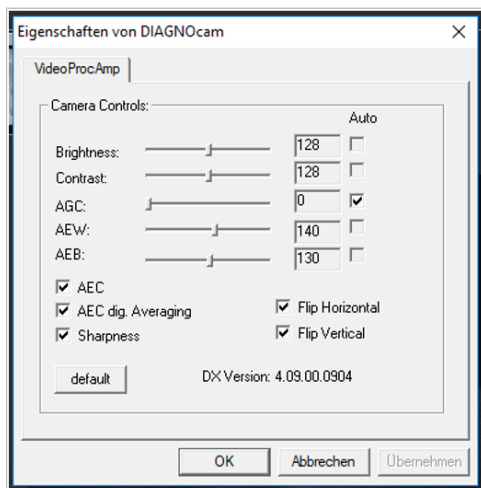 Eigenschaften von DIAGNOcam
VideoProcAmp
Camera Controls:
Auto
Brightness: 128
Contrast: 128
AGC: 0
AEW: 140
AEB: 130
AEC
AEC dig. Averaging
Flip Horizontal
Sharpness
Flip Vertical
default
DX Version: 4.09.00.0904
OK
Abbrechen
Übernehmen